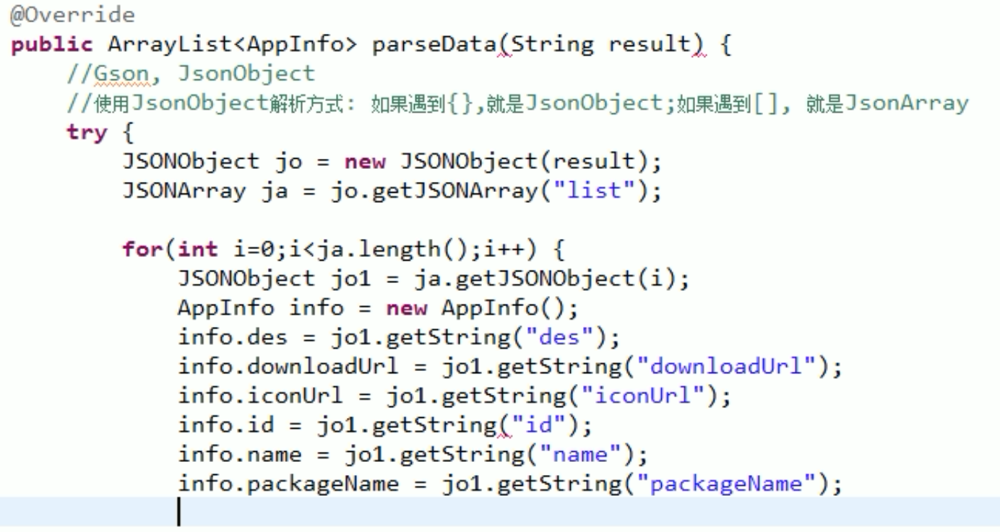 @Override
public ArrayList<AppInfo> parseData(String result) {
//Gson, JsonObject
//使用JsonObject解析方式: 如果遇到{},就是JsonObject;如果遇到[], 就是JsonArray
try {
JSONObject jo = new JSONObject(result);
JSONArray ja = jo.getJSONArray("list");
for(int i=0;i<ja.length();i++) {
JSONObject jo1 = ja.getJSONObject(i);
AppInfo info = new AppInfo();
info.des = jo1.getString("des");
info.downloadUrl = jo1.getString("downloadUrl");
info.iconUrl = jo1.getString("iconUrl");
info.id = jo1.getString("id");
info.name = jo1.getString("name");
info.packageName = jo1.getString("packageName");